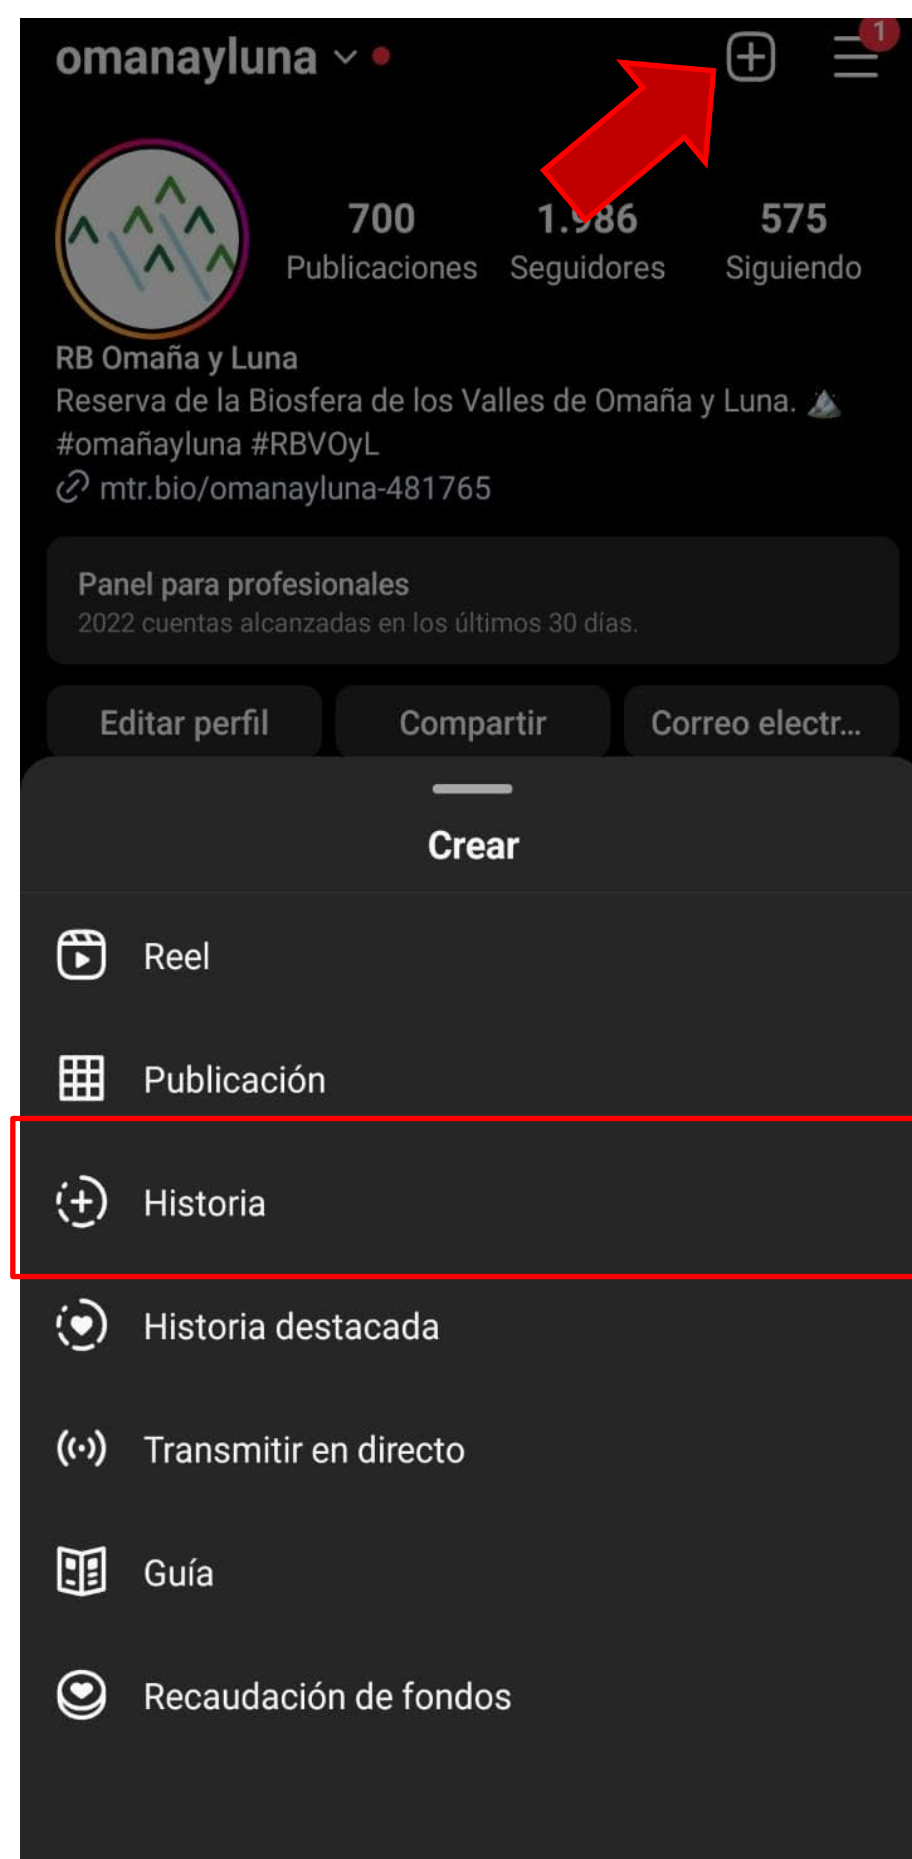 omanayluna
1
700 1.986 575
Publicaciones Seguidores Siguiendo
RB Omaña y Luna
Reserva de la Biosfera de los Valles de Omaña y Luna.
#omañayluna #RBVOyL
mtr.bio/omanayluna-481765
Panel para profesionales
2022 cuentas alcanzadas en los últimos 30 días.
Editar perfil Compartir Correo electr...
Crear
Reel
Publicación
Historia
Historia destacada
Transmitir en directo
Guía
Recaudación de fondos